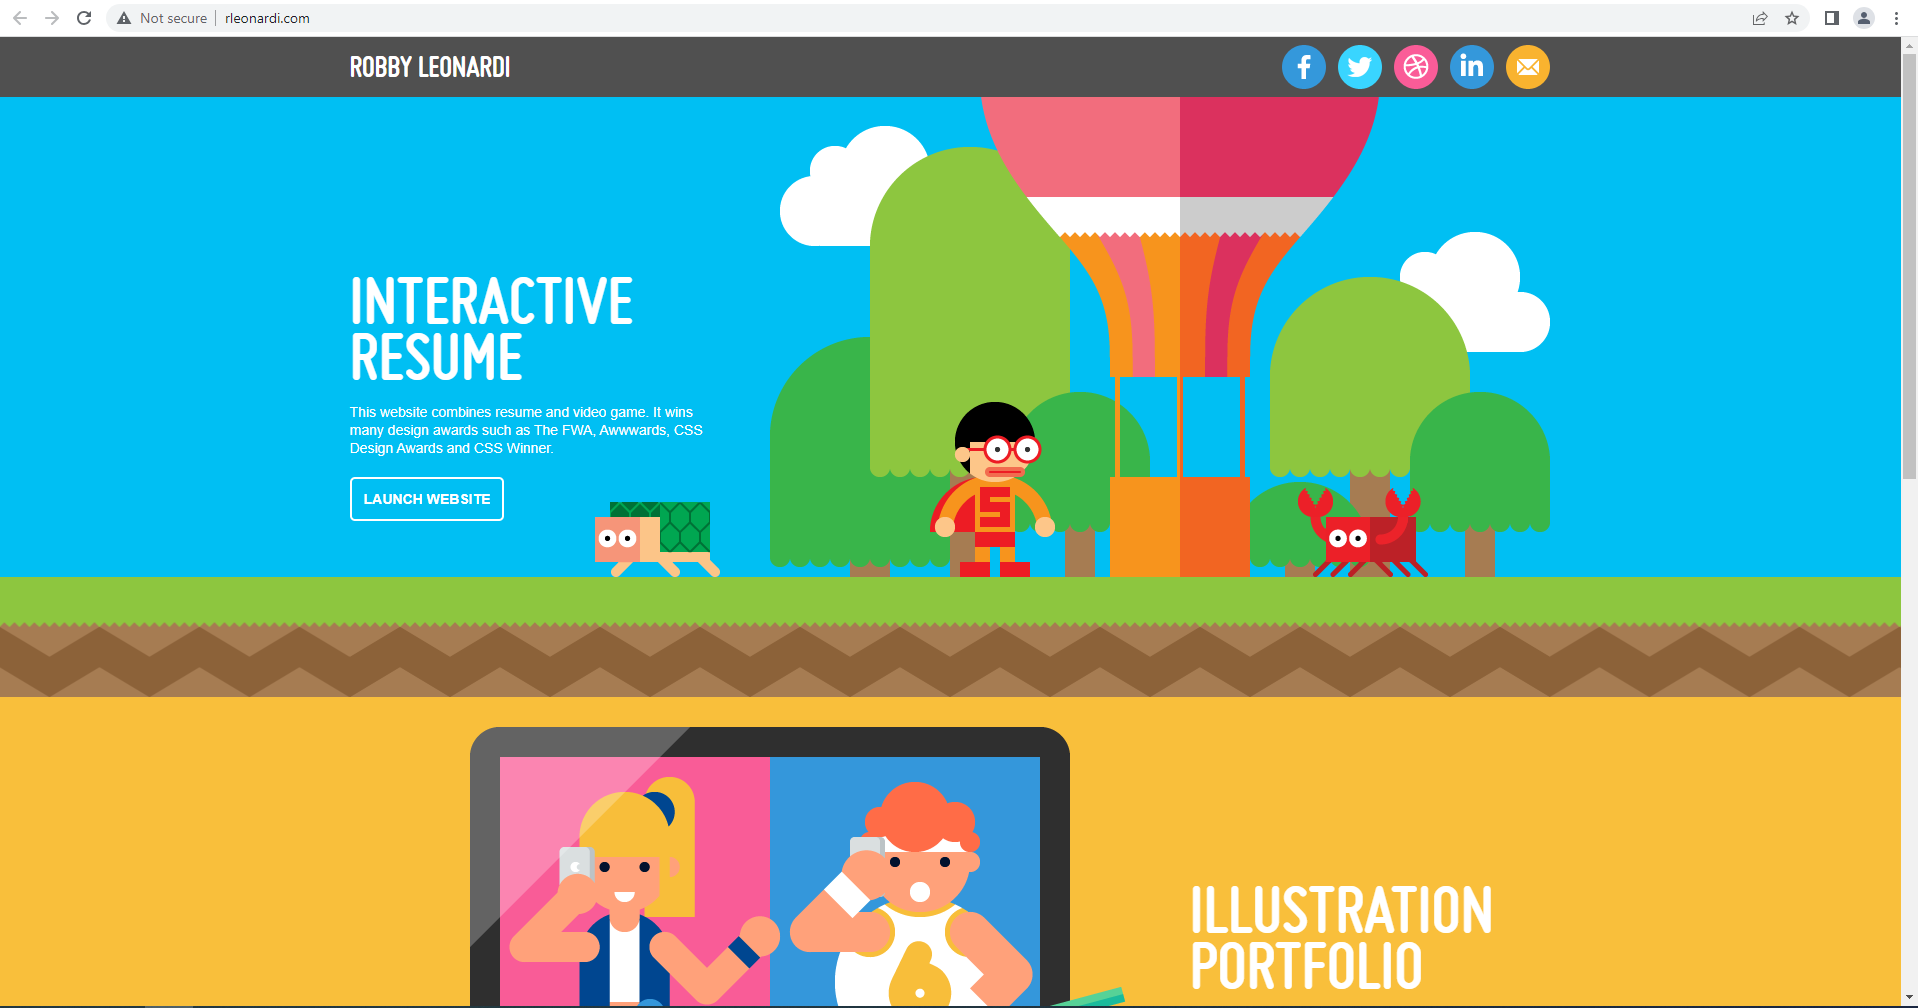 Not secure
rleonardi.com
ROBBY LEONARDI
f
in
INTERACTIVE
RESUME
This website combines resume and video game. It wins
many design awards such as The FWA, Awwwards, CSS
Design Awards and CSS Winner.
LAUNCH WEBSITE
S
6
ILLUSTRATION
PORTFOLIO